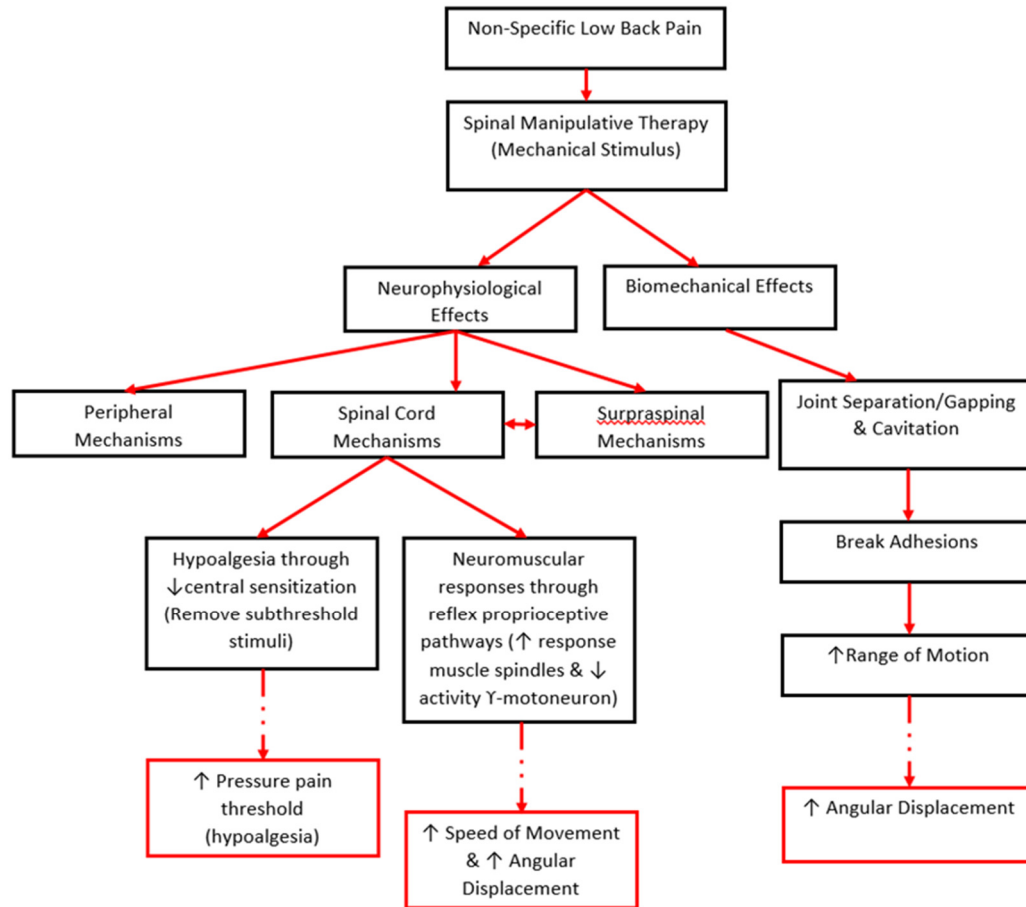 Non-Specific Low Back Pain
Spinal Manipulative Therapy
(Mechanical Stimulus)
Neurophysiological
Effects
Biomechanical Effects
Peripheral
Mechanisms
Spinal Cord
Mechanisms
Surpraspinal
Mechanisms
Joint Separation/Gapping
& Cavitation
Hypoalgesia through
↓central sensitization
(Remove subthreshold
stimuli)
Neuromuscular
responses through
reflex proprioceptive
pathways (↑ response
muscle spindles & ↓
activity ϒ-motoneuron)
Break Adhesions
↑Range of Motion
↑ Pressure pain
threshold
(hypoalgesia)
↑ Speed of Movement
& ↑ Angular
Displacement
↑ Angular Displacement